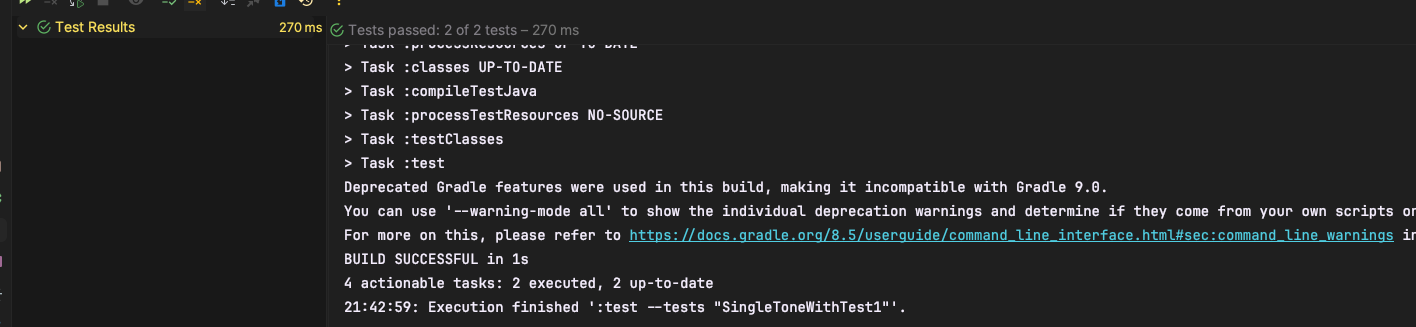 Test Results 270 ms
Tests passed: 2 of 2 tests – 270 ms
> Task :processResources UP-TO-DATE
> Task :classes UP-TO-DATE
> Task :compileTestJava
> Task :processTestResources NO-SOURCE
> Task :testClasses
> Task :test
Deprecated Gradle features were used in this build, making it incompatible with Gradle 9.0.
You can use '--warning-mode all' to show the individual deprecation warnings and determine if they come from your own scripts or
For more on this, please refer to https://docs.gradle.org/8.5/userguide/command_line_interface.html#sec:command_line_warnings in
BUILD SUCCESSFUL in 1s
4 actionable tasks: 2 executed, 2 up-to-date
21:42:59: Execution finished ':test --tests "SingleToneWithTest1"'.